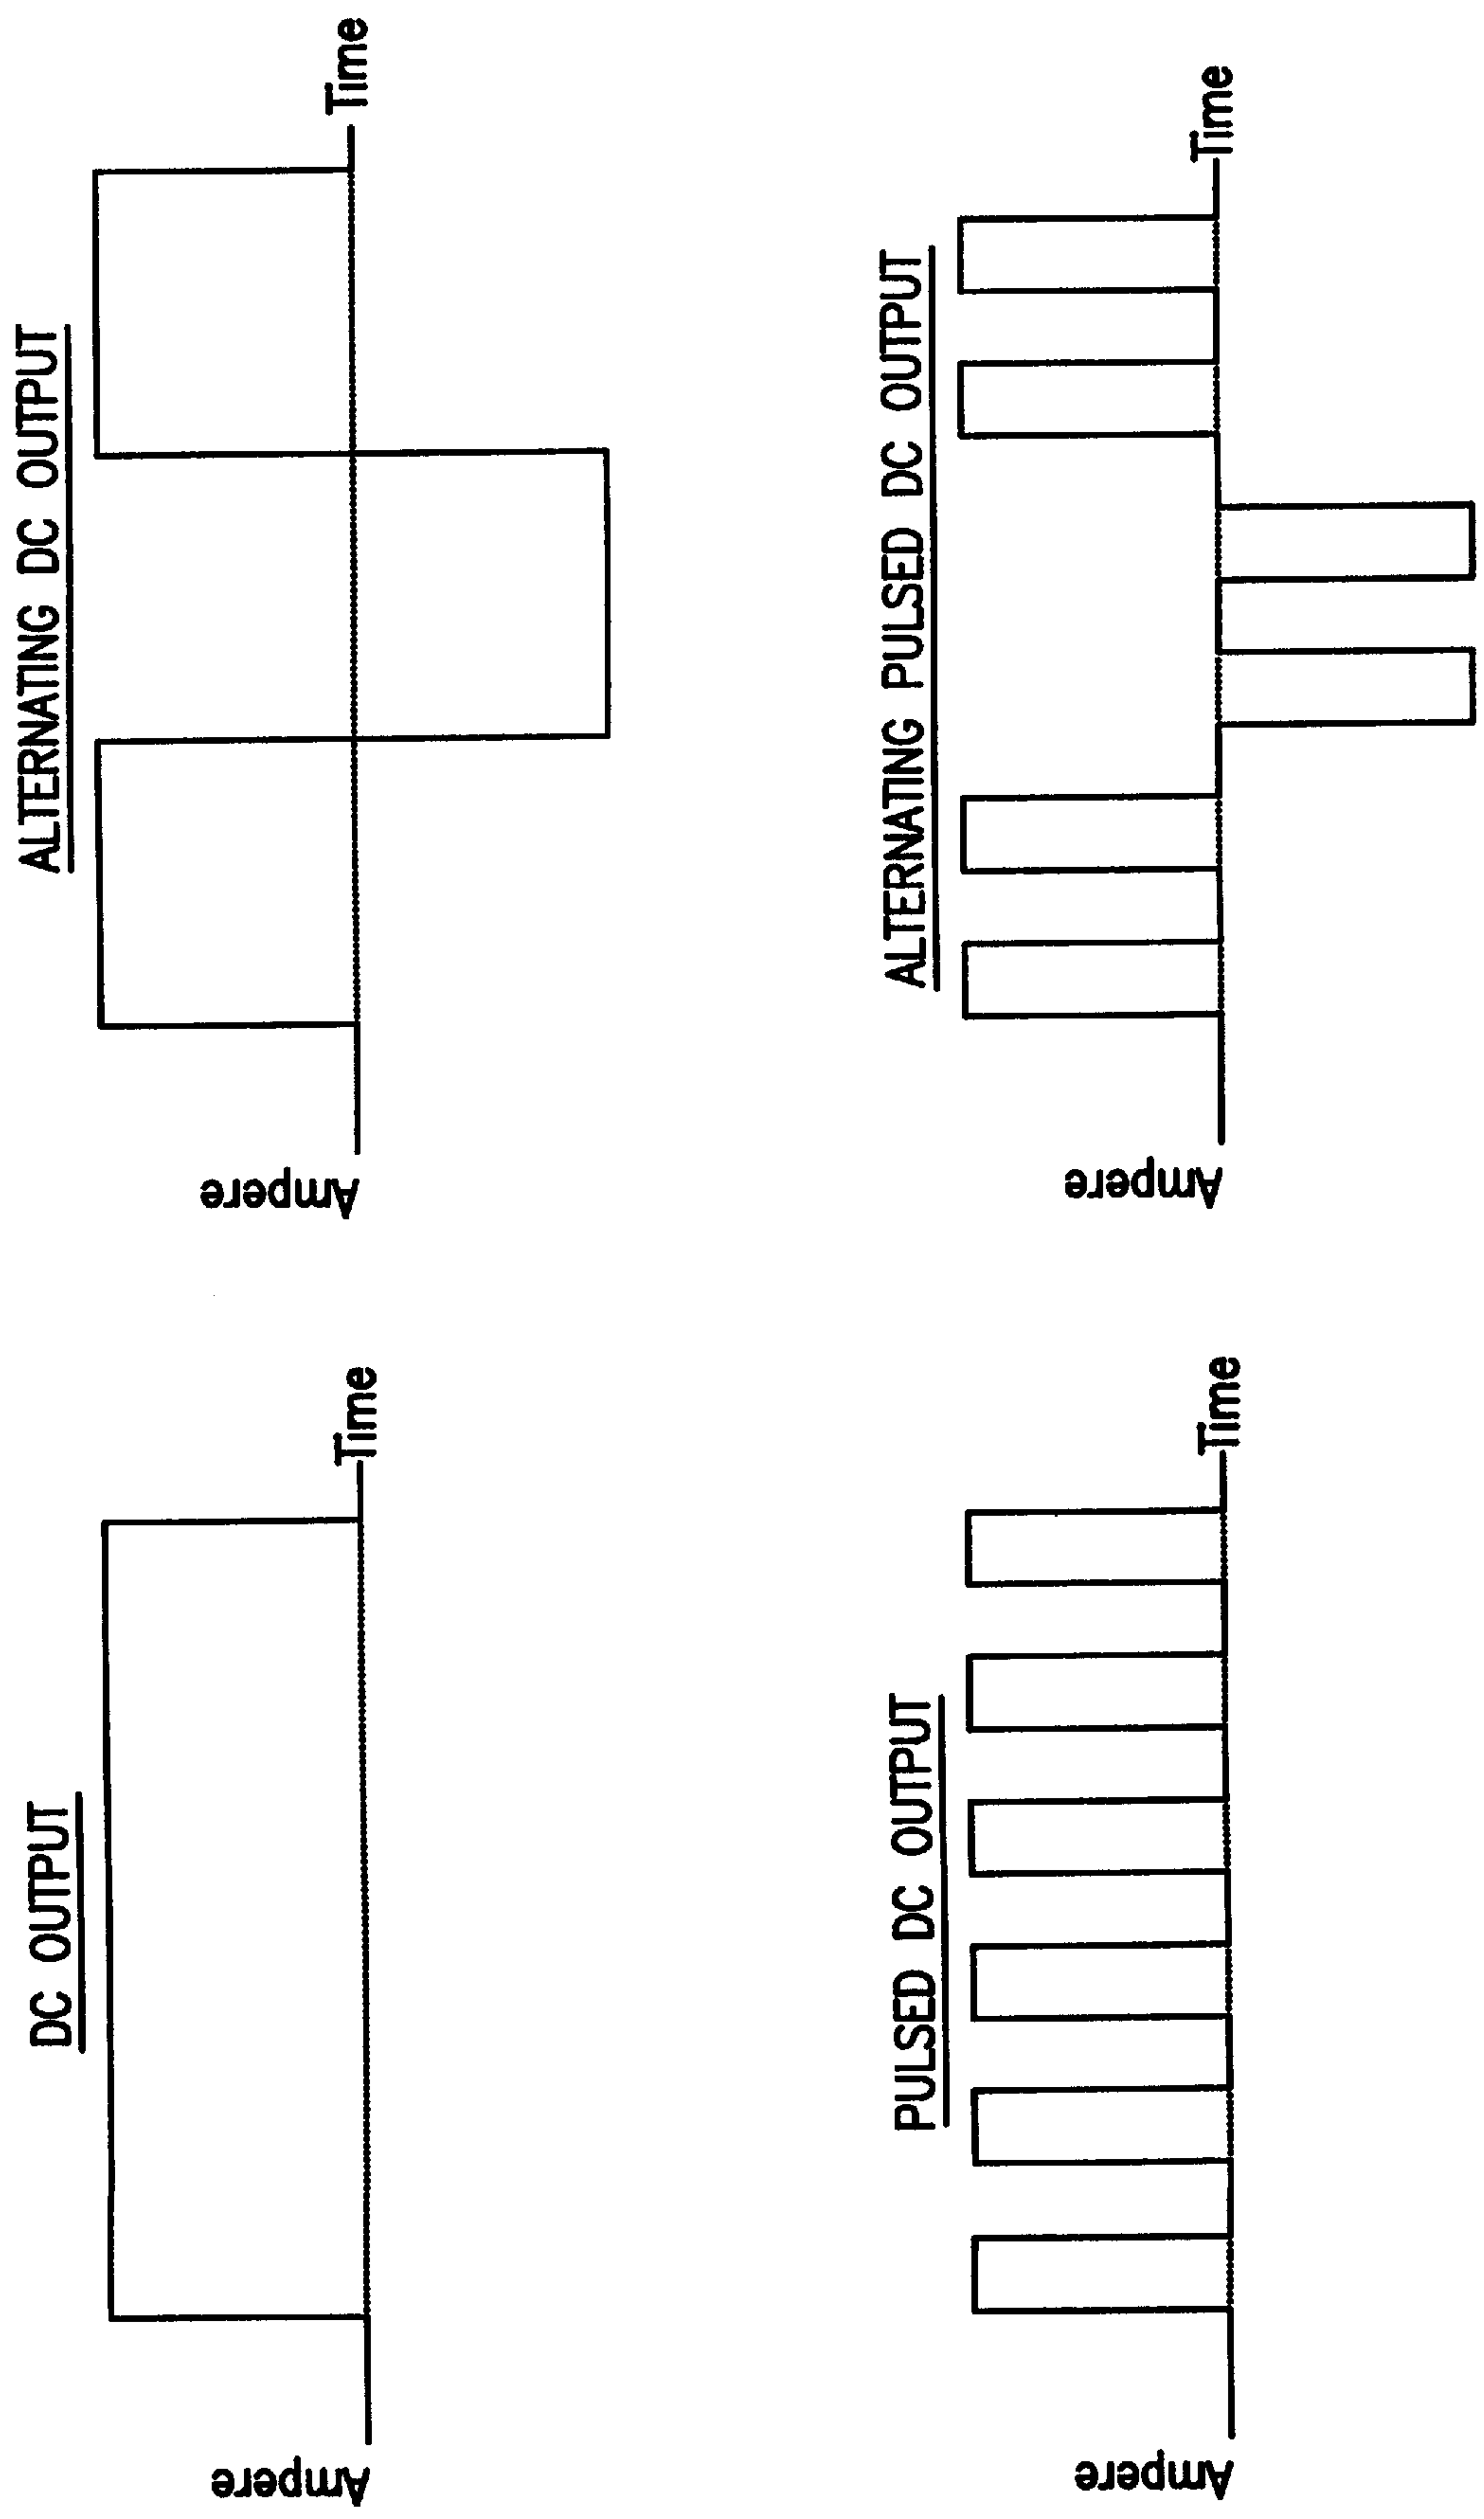 DC OUTPUT
Ampere
Time
ALTERNATING DC OUTPUT
Ampere
Time
PULSED DC OUTPUT
Ampere
Time
ALTERNATING PULSED DC OUTPUT
Ampere
Time